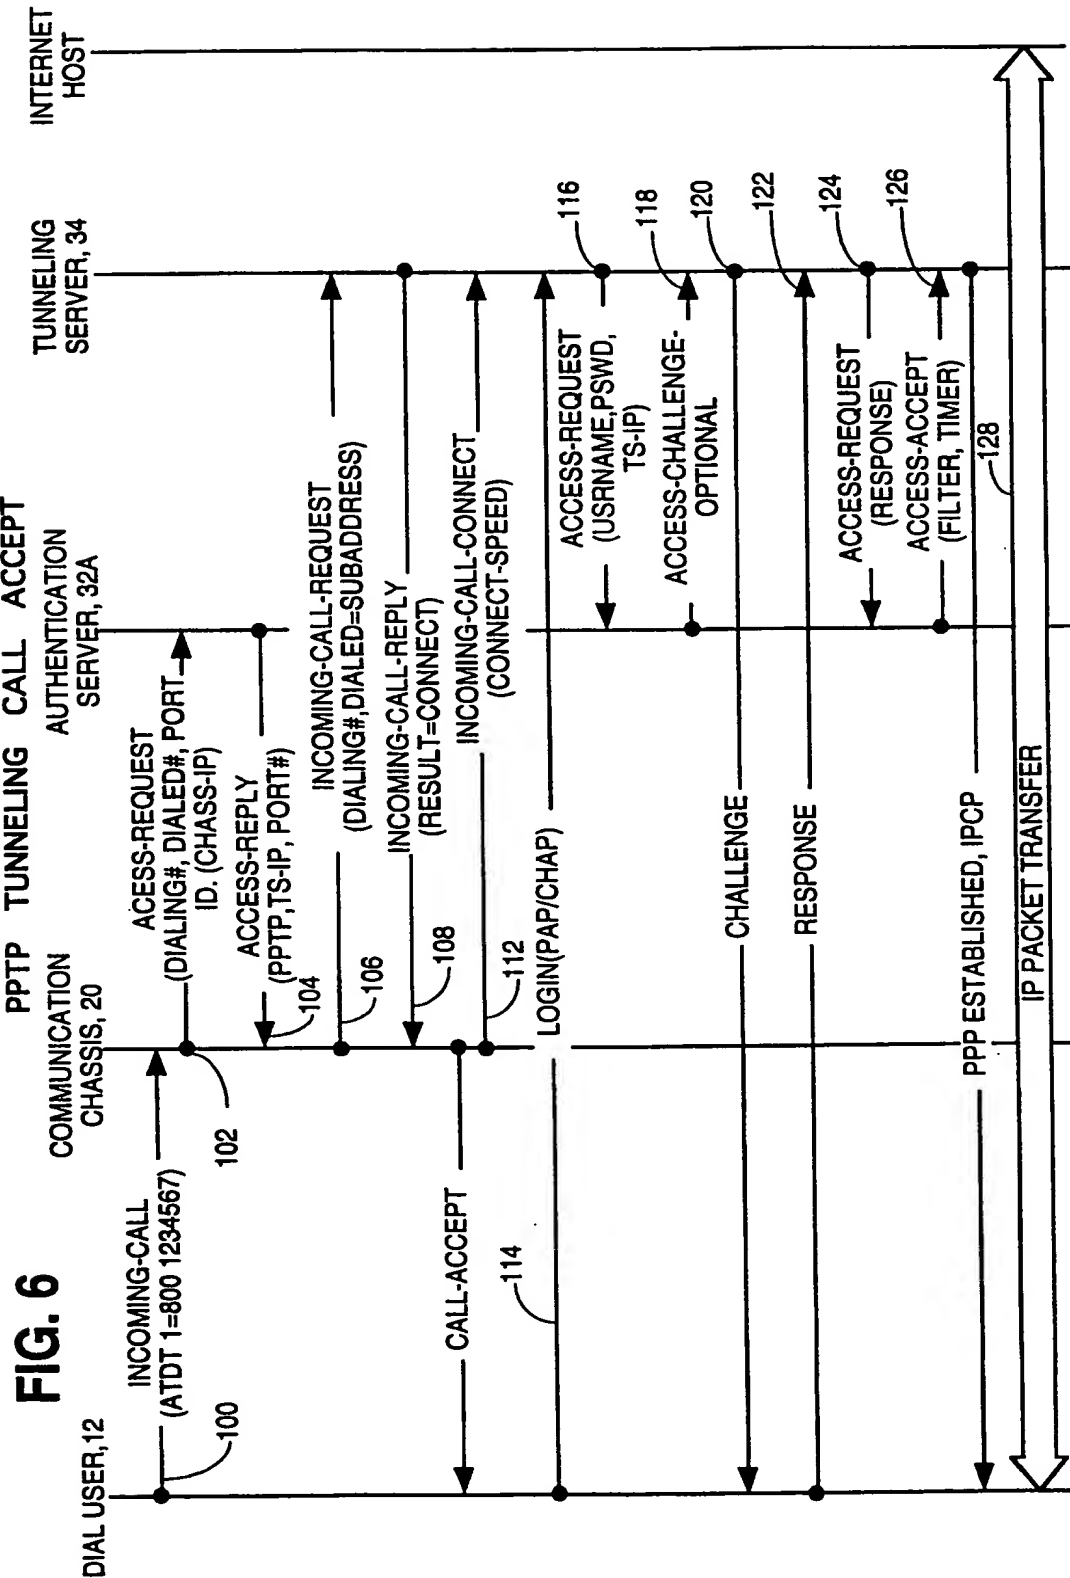 FIG. 6
PPTP TUNNELING CALL ACCEPT
DIAL USER,12
COMMUNICATION
CHASSIS, 20
AUTHENTICATION
SERVER, 32A
TUNNELING
SERVER, 34
INTERNET
HOST
INCOMING-CALL
(ATDT 1=800 1234567)
100
102
ACESS-REQUEST
(DIALING#, DIALED#, PORT
ID. (CHASS-IP)
ACCESS-REPLY
(PPTP,TS-IP, PORT#)
104
INCOMING-CALL-REQUEST
(DIALING#,DIALED=SUBADDRESS)
106
INCOMING-CALL-REPLY
(RESULT=CONNECT)
108
CALL-ACCEPT
INCOMING-CALL-CONNECT
(CONNECT-SPEED)
112
LOGIN(PAP/CHAP)
114
ACCESS-REQUEST
(USRNAME,PSWD,
TS-IP)
116
ACCESS-CHALLENGE-
OPTIONAL
118
CHALLENGE
120
RESPONSE
122
ACCESS-REQUEST
(RESPONSE)
124
ACCESS-ACCEPT
(FILTER, TIMER)
126
PPP ESTABLISHED, IPCP
IP PACKET TRANSFER
128